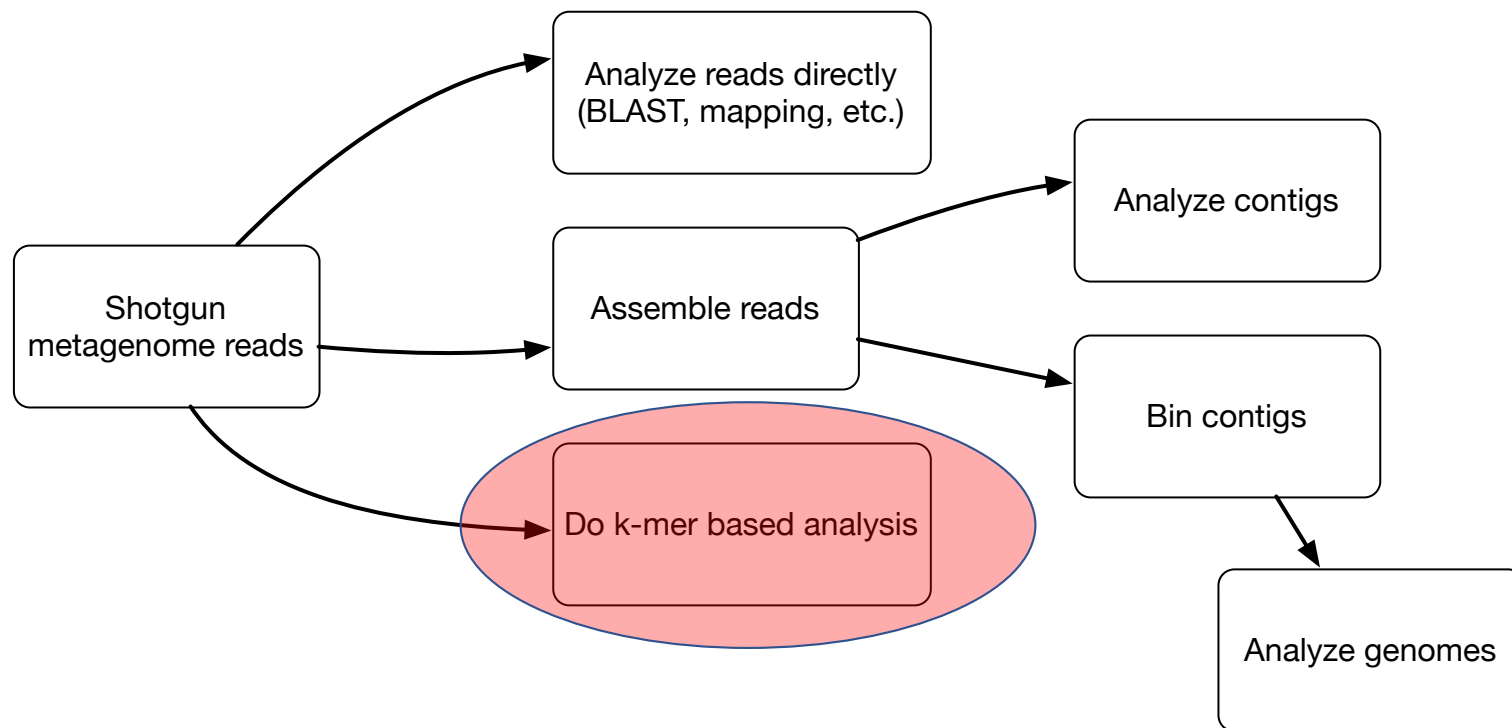 Analyze reads directly
(BLAST, mapping, etc.)
Analyze contigs
Shotgun
metagenome reads
Assemble reads
Bin contigs
Do k-mer based analysis
Analyze genomes